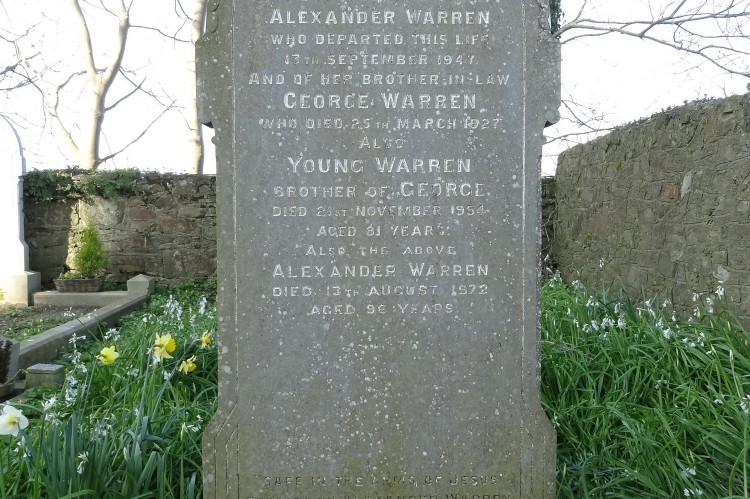 ALEXANDER WARREN
WHO DEPARTED THIS LIFE
13TH SEPTEMBER 1947
AND OF HER BROTHER-IN-LAW
GEORGE WARREN
WHO DIED 25TH MARCH 1927
ALSO
YOUNG WARREN
BROTHER OF GEORGE.
DIED 21ST NOVEMBER 1954
AGED 81 YEARS.
ALSO THE ABOVE
ALEXANDER WARREN
DIED 13TH AUGUST 1972
AGED 96 YEARS
"SAFE IN THE ARMS OF JESUS"
ALEXANDER WARREN